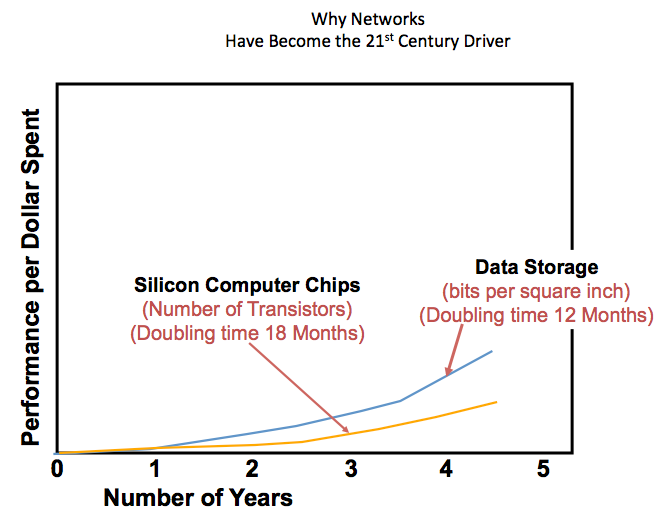 Why Networks
Have Become the 21st Century Driver
Performance per Dollar Spent
Silicon Computer Chips
(Number of Transistors)
(Doubling time 18 Months)
Data Storage
(bits per square inch)
(Doubling time 12 Months)
0 1 2 3 4 5
Number of Years